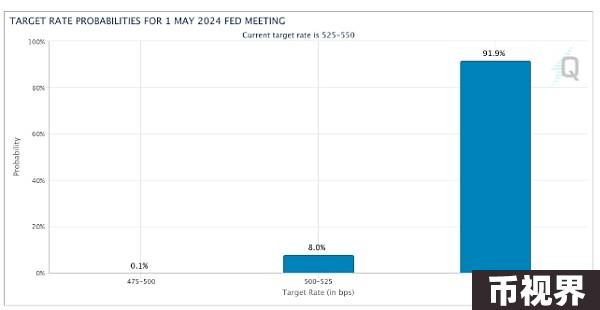 TARGET RATE PROBABILITIES FOR 1 MAY 2024 FED MEETING
Current target rate is 525–550
100%
80%
60%
40%
20%
0%
Probability
0.1%
8.0%
91.9%
Q
475–500
500–525
Target Rate (in bps)
币视界